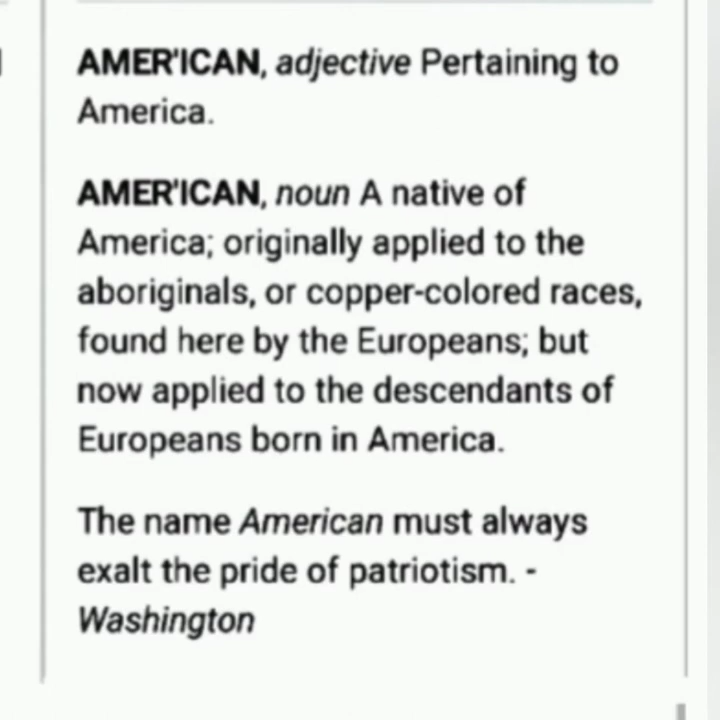 AMER'ICAN, adjective Pertaining to
America.
AMER'ICAN, noun A native of
America; originally applied to the
aboriginals, or copper-colored races,
found here by the Europeans; but
now applied to the descendants of
Europeans born in America.
The name American must always
exalt the pride of patriotism. -
Washington